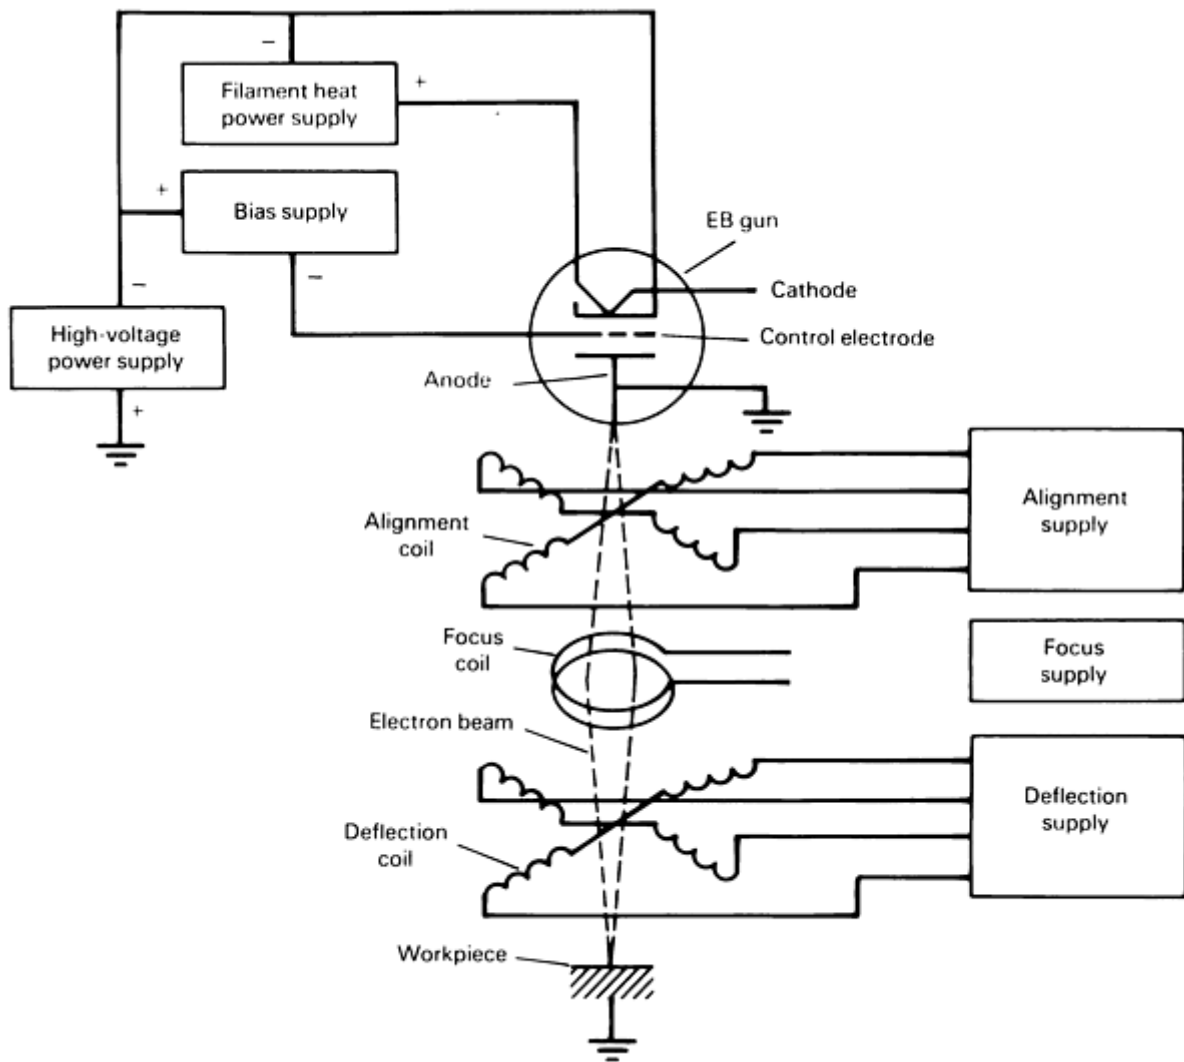 −
Filament heat
power supply
+
+
Bias supply
−
−
High-voltage
power supply
+
EB gun
Cathode
Control electrode
Anode
Alignment
coil
Alignment
supply
Focus
coil
Focus
supply
Electron beam
Deflection
coil
Deflection
supply
Workpiece